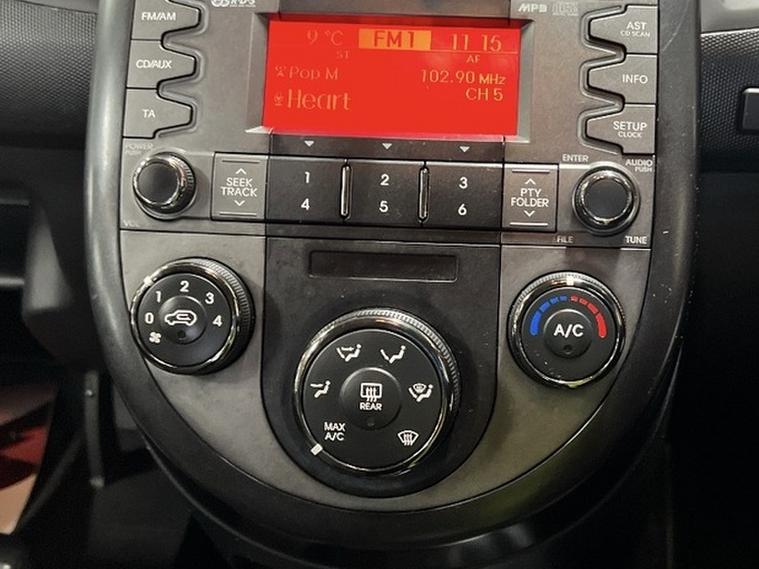 R·DS
MP3
FM/AM
CD/AUX
TA
9 °C FM1 11 15
ST AF
Pop M 102.90 MHz
Heart CH 5
AST
CD SCAN
INFO
SETUP
CLOCK
POWER
PUSH
VOL
SEEK
TRACK
1 2 3
4 5 6
PTY
FOLDER
ENTER
AUDIO
PUSH
FILE TUNE
0 1 2 3 4
REAR
MAX
A/C
A/C